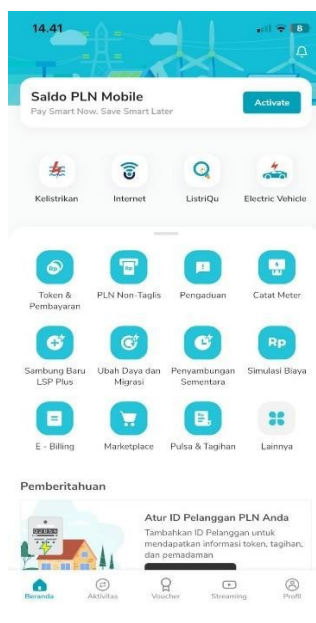 14.41
8
Saldo PLN Mobile
Pay Smart Now. Save Smart Later
Activate
Kelistrikan
Internet
ListriQu
Electric Vehicle
Rp
Rp
Token &
Pembayaran
PLN Non-Taglis
Pengaduan
Catat Meter
Rp
Sambung Baru
LSP Plus
Ubah Daya dan
Migrasi
Penyambungan
Sementara
Simulasi Biaya
E - Billing
Marketplace
Pulsa & Tagihan
Lainnya
Pemberitahuan
Atur ID Pelanggan PLN Anda
Tambahkan ID Pelanggan untuk
mendapatkan informasi token, tagihan,
dan pemadaman
Beranda
Aktivitas
Voucher
Streaming
Profil